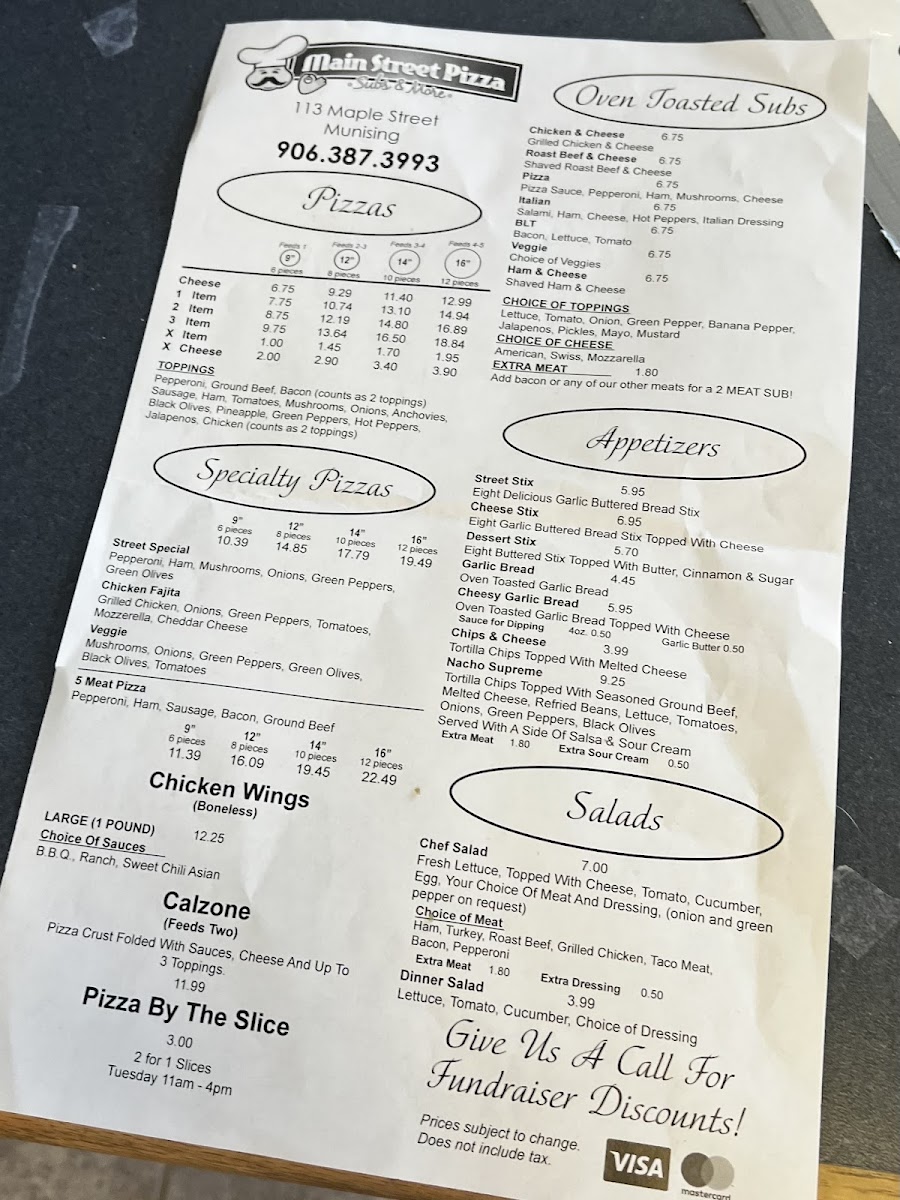 Main Street Pizza
Subs & More
113 Maple Street
Munising
906.387.3993
Pizzas
Feeds 1 Feeds 2-3 Feeds 3-4 Feeds 4-5
9" 12" 14" 16"
6 pieces 8 pieces 10 pieces 12 pieces
Cheese 6.75 9.29 11.40 12.99
1 Item 7.75 10.74 13.10 14.94
2 Item 8.75 12.19 14.80 16.89
3 Item 9.75 13.64 16.50 18.84
X Item 1.00 1.45 1.70 1.95
X Cheese 2.00 2.90 3.40 3.90
TOPPINGS
Pepperoni, Ground Beef, Bacon (counts as 2 toppings)
Sausage, Ham, Tomatoes, Mushrooms, Onions, Anchovies,
Black Olives, Pineapple, Green Peppers, Hot Peppers,
Jalapenos, Chicken (counts as 2 toppings)
Specialty Pizzas
9" 12" 14" 16"
6 pieces 8 pieces 10 pieces 12 pieces
10.39 14.85 17.79 19.49
Street Special
Pepperoni, Ham, Mushrooms, Onions, Green Peppers,
Green Olives
Chicken Fajita
Grilled Chicken, Onions, Green Peppers, Tomatoes,
Mozzerella, Cheddar Cheese
Veggie
Mushrooms, Onions, Green Peppers, Green Olives,
Black Olives, Tomatoes
5 Meat Pizza
Pepperoni, Ham, Sausage, Bacon, Ground Beef
9" 12" 14" 16"
6 pieces 8 pieces 10 pieces 12 pieces
11.39 16.09 19.45 22.49
Chicken Wings
(Boneless)
LARGE (1 POUND) 12.25
Choice Of Sauces
B.B.Q., Ranch, Sweet Chili Asian
Calzone
(Feeds Two)
Pizza Crust Folded With Sauces, Cheese And Up To
3 Toppings.
11.99
Pizza By The Slice
3.00
2 for 1 Slices
Tuesday 11am - 4pm
Oven Toasted Subs
Chicken & Cheese 6.75
Grilled Chicken & Cheese
Roast Beef & Cheese 6.75
Shaved Roast Beef & Cheese
Pizza 6.75
Pizza Sauce, Pepperoni, Ham, Mushrooms, Cheese
Italian 6.75
Salami, Ham, Cheese, Hot Peppers, Italian Dressing
BLT 6.75
Bacon, Lettuce, Tomato
Veggie 6.75
Choice of Veggies
Ham & Cheese 6.75
Shaved Ham & Cheese
CHOICE OF TOPPINGS
Lettuce, Tomato, Onion, Green Pepper, Banana Pepper,
Jalapenos, Pickles, Mayo, Mustard
CHOICE OF CHEESE
American, Swiss, Mozzarella
EXTRA MEAT 1.80
Add bacon or any of our other meats for a 2 MEAT SUB!
Appetizers
Street Stix 5.95
Eight Delicious Garlic Buttered Bread Stix
Cheese Stix 6.95
Eight Garlic Buttered Bread Stix Topped With Cheese
Dessert Stix 5.70
Eight Buttered Stix Topped With Butter, Cinnamon & Sugar
Garlic Bread 4.45
Oven Toasted Garlic Bread
Cheesy Garlic Bread 5.95
Oven Toasted Garlic Bread Topped With Cheese
Sauce for Dipping 4oz. 0.50 Garlic Butter 0.50
Chips & Cheese 3.99
Tortilla Chips Topped With Melted Cheese
Nacho Supreme 9.25
Tortilla Chips Topped With Seasoned Ground Beef,
Melted Cheese, Refried Beans, Lettuce, Tomatoes,
Onions, Green Peppers, Black Olives
Served With A Side Of Salsa & Sour Cream
Extra Meat 1.80 Extra Sour Cream 0.50
Salads
Chef Salad 7.00
Fresh Lettuce, Topped With Cheese, Tomato, Cucumber,
Egg, Your Choice Of Meat And Dressing, (onion and green
pepper on request)
Choice of Meat
Ham, Turkey, Roast Beef, Grilled Chicken, Taco Meat,
Bacon, Pepperoni
Extra Meat 1.80 Extra Dressing 0.50
Dinner Salad 3.99
Lettuce, Tomato, Cucumber, Choice of Dressing
Give Us A Call For
Fundraiser Discounts!
Prices subject to change.
Does not include tax.
VISA
mastercard